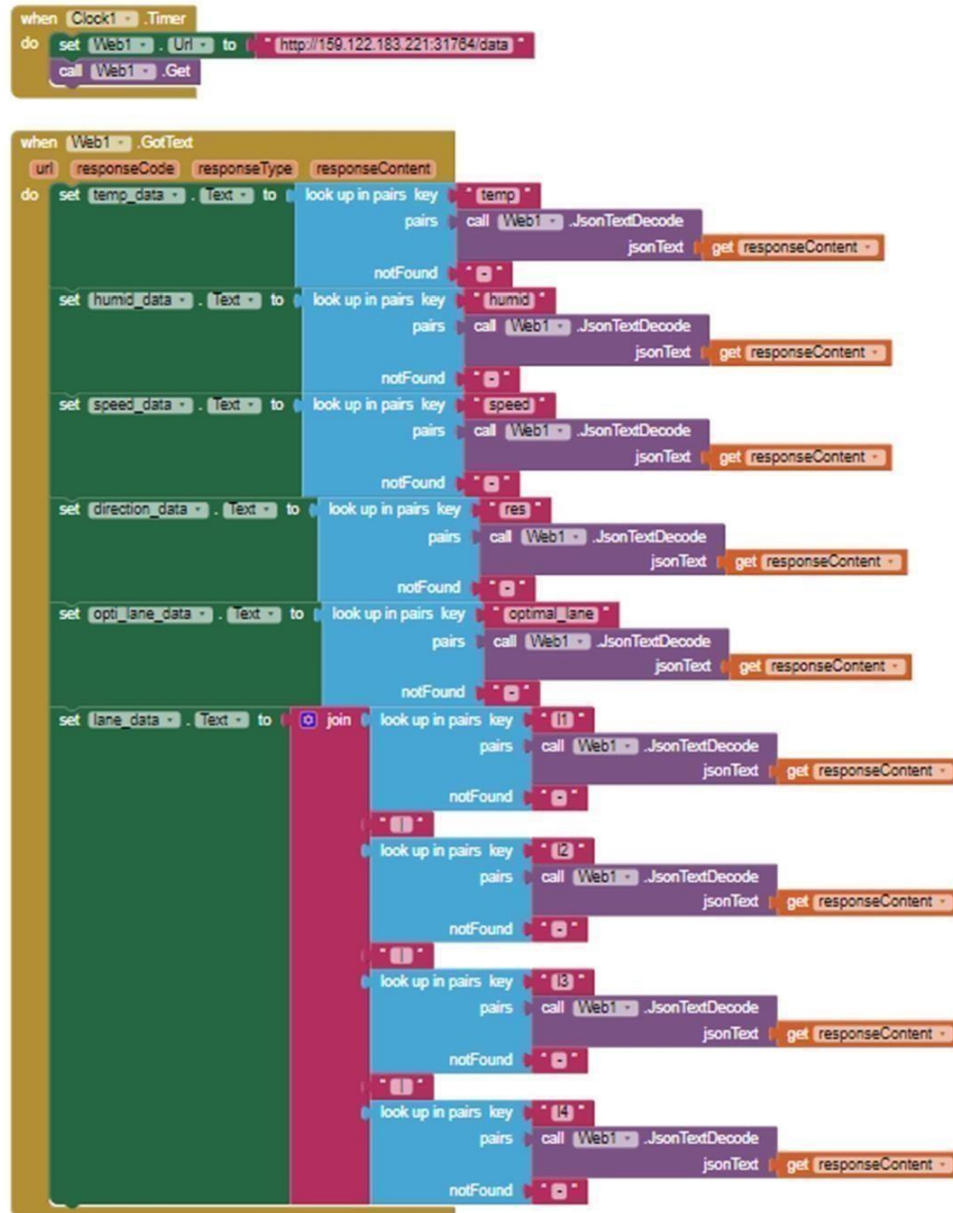 when Clock1 .Timer
do set Web1 . Url to " http://159.122.183.221:31764/data "
call Web1 .Get
when Web1 .GotText
url responseCode responseType responseContent
do set temp_data . Text to look up in pairs key " temp "
pairs call Web1 .JsonTextDecode
jsonText get responseContent
notFound " - "
set humid_data . Text to look up in pairs key " humid "
pairs call Web1 .JsonTextDecode
jsonText get responseContent
notFound " - "
set speed_data . Text to look up in pairs key " speed "
pairs call Web1 .JsonTextDecode
jsonText get responseContent
notFound " - "
set direction_data . Text to look up in pairs key " res "
pairs call Web1 .JsonTextDecode
jsonText get responseContent
notFound " - "
set opti_lane_data . Text to look up in pairs key " optimal_lane "
pairs call Web1 .JsonTextDecode
jsonText get responseContent
notFound " - "
set lane_data . Text to join look up in pairs key " l1 "
pairs call Web1 .JsonTextDecode
jsonText get responseContent
notFound " - "
" | "
look up in pairs key " l2 "
pairs call Web1 .JsonTextDecode
jsonText get responseContent
notFound " - "
" | "
look up in pairs key " l3 "
pairs call Web1 .JsonTextDecode
jsonText get responseContent
notFound " - "
" | "
look up in pairs key " l4 "
pairs call Web1 .JsonTextDecode
jsonText get responseContent
notFound " - "